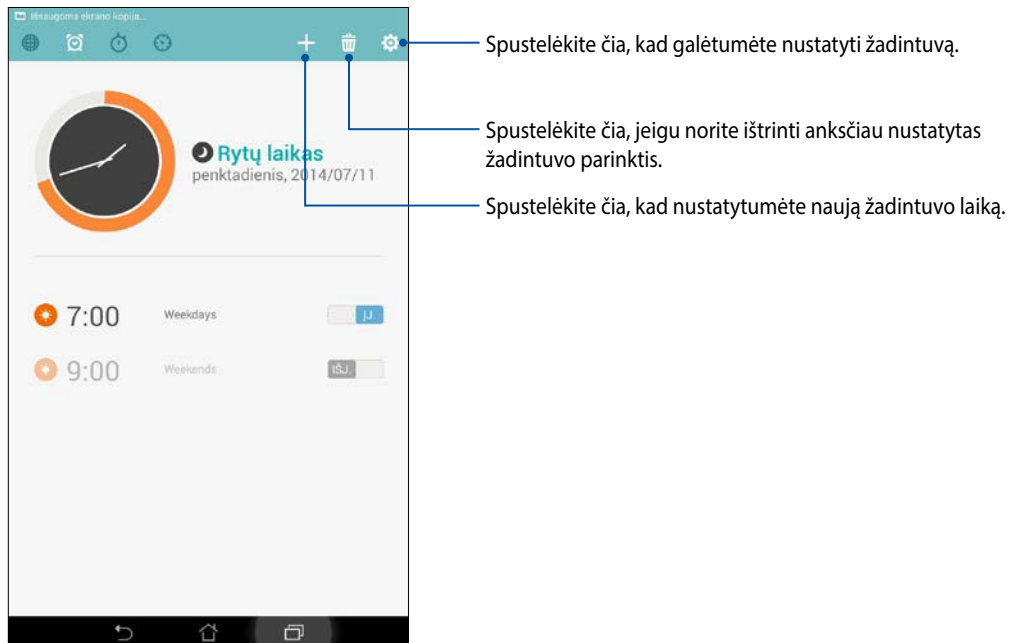 Išsaugoma ekrano kopija...
Spustelėkite čia, kad galėtumėte nustatyti žadintuvą.
Spustelėkite čia, jeigu norite ištrinti anksčiau nustatytas
žadintuvo parinktis.
Spustelėkite čia, kad nustatytumėte naują žadintuvo laiką.
Rytų laikas
penktadienis, 2014/07/11
7:00 Weekdays ĮJ.
9:00 Weekends IŠJ.